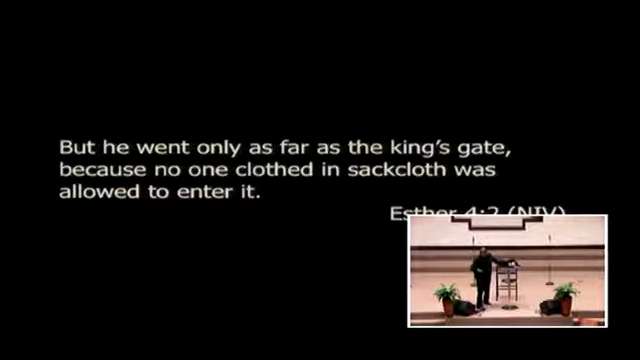 But he went only as far as the king's gate,
because no one clothed in sackcloth was
allowed to enter it.
Esther 4:2 (NIV)